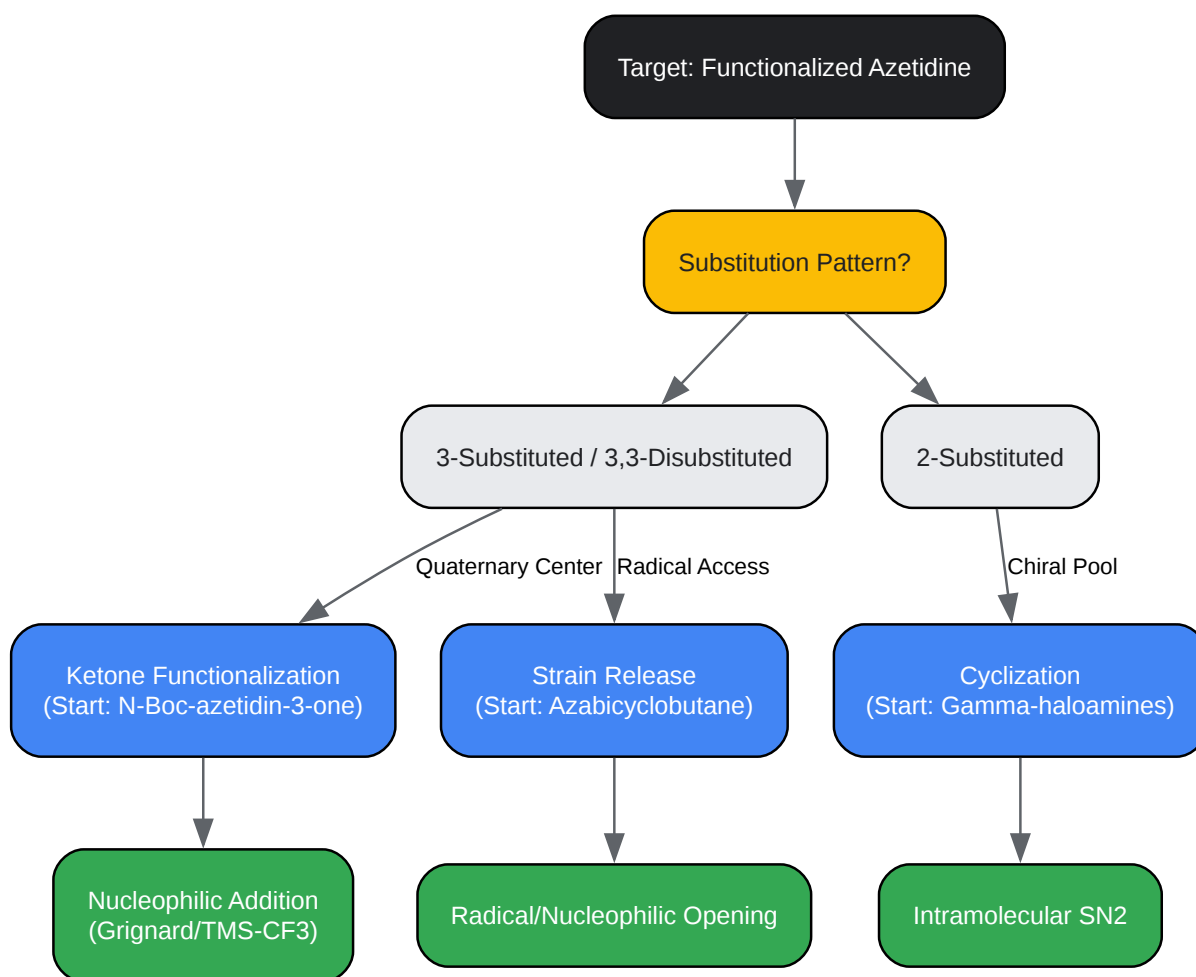 Target: Functionalized Azetidine
Substitution Pattern?
3-Substituted / 3,3-Disubstituted
2-Substituted
Quaternary Center
Radical Access
Chiral Pool
Ketone Functionalization
(Start: N-Boc-azetidin-3-one)
Strain Release
(Start: Azabicyclobutane)
Cyclization
(Start: Gamma-haloamines)
Nucleophilic Addition
(Grignard/TMS-CF3)
Radical/Nucleophilic Opening
Intramolecular SN2